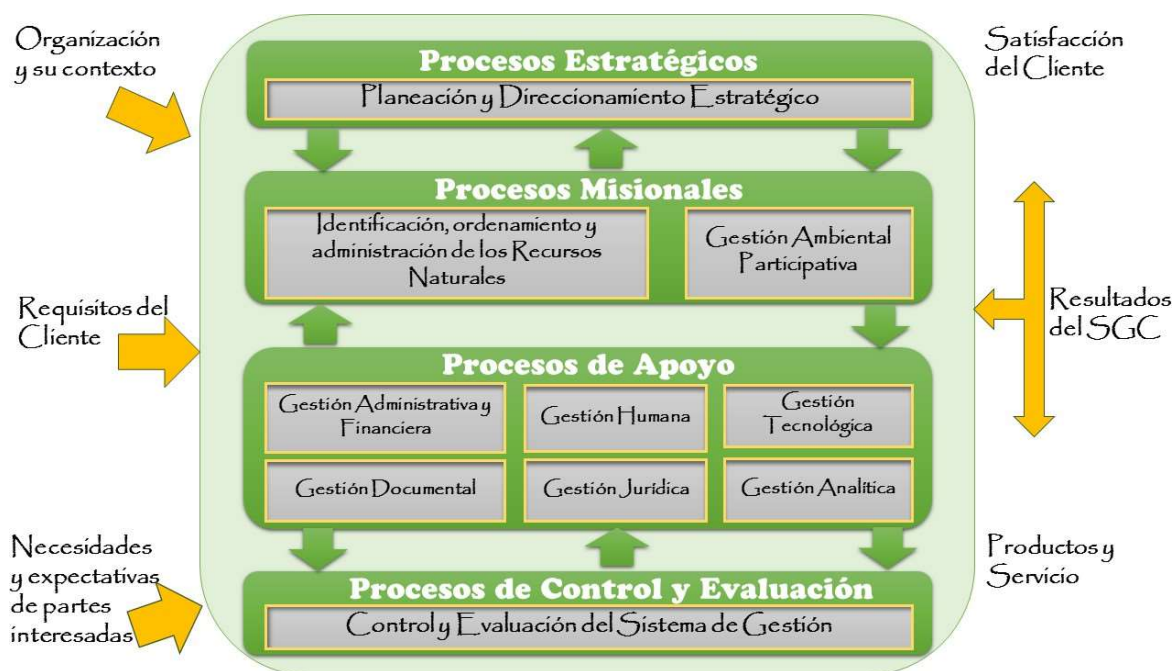 Organización
y su contexto
Procesos Estratégicos
Planeación y Direccionamiento Estratégico
Satisfacción
del Cliente
Procesos Misionales
Identificación, ordenamiento y
administración de los Recursos
Naturales
Gestión Ambiental
Participativa
Requisitos del
Cliente
Resultados
del SGC
Procesos de Apoyo
Gestión Administrativa y
Financiera
Gestión Humana
Gestión
Tecnológica
Gestión Documental
Gestión Jurídica
Gestión Analítica
Necesidades
y expectativas
de partes
interesadas
Productos y
Servicio
Procesos de Control y Evaluación
Control y Evaluación del Sistema de Gestión